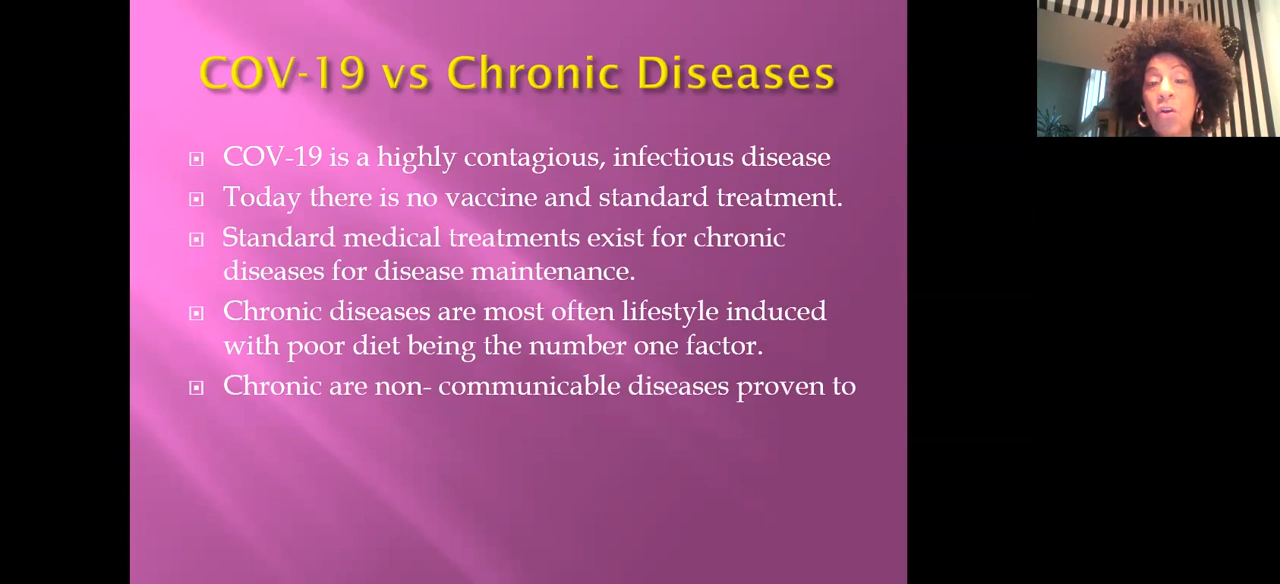 COV-19 vs Chronic Diseases
COV-19 is a highly contagious, infectious disease
Today there is no vaccine and standard treatment.
Standard medical treatments exist for chronic
diseases for disease maintenance.
Chronic diseases are most often lifestyle induced
with poor diet being the number one factor.
Chronic are non- communicable diseases proven to